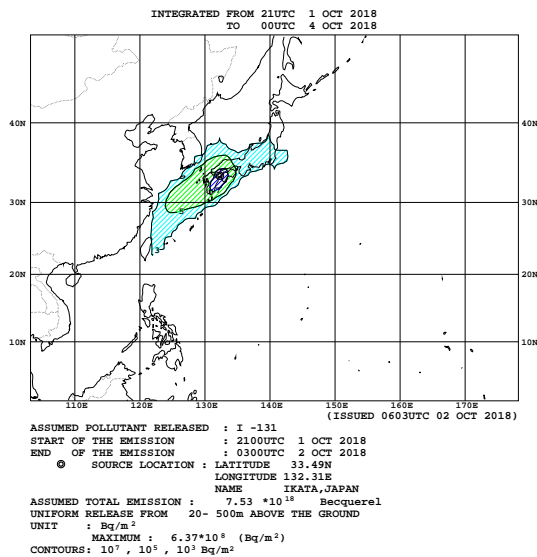 INTEGRATED FROM 21UTC 1 OCT 2018
TO 00UTC 4 OCT 2018
40N 40N
30N 30N
20N 20N
10N 10N
5
3
110E 120E 130E 140E 150E 160E 170E
(ISSUED 0603UTC 02 OCT 2018)
ASSUMED POLLUTANT RELEASED : I -131
START OF THE EMISSION : 2100UTC 1 OCT 2018
END OF THE EMISSION : 0300UTC 2 OCT 2018
◎ SOURCE LOCATION : LATITUDE 33.49N
LONGITUDE 132.31E
NAME IKATA,JAPAN
ASSUMED TOTAL EMISSION : 7.53 *10¹⁸ Becquerel
UNIFORM RELEASE FROM 20- 500m ABOVE THE GROUND
UNIT : Bq/m²
MAXIMUM : 6.37*10⁸ (Bq/m²)
CONTOURS: 10⁷ , 10⁵ , 10³ Bq/m²